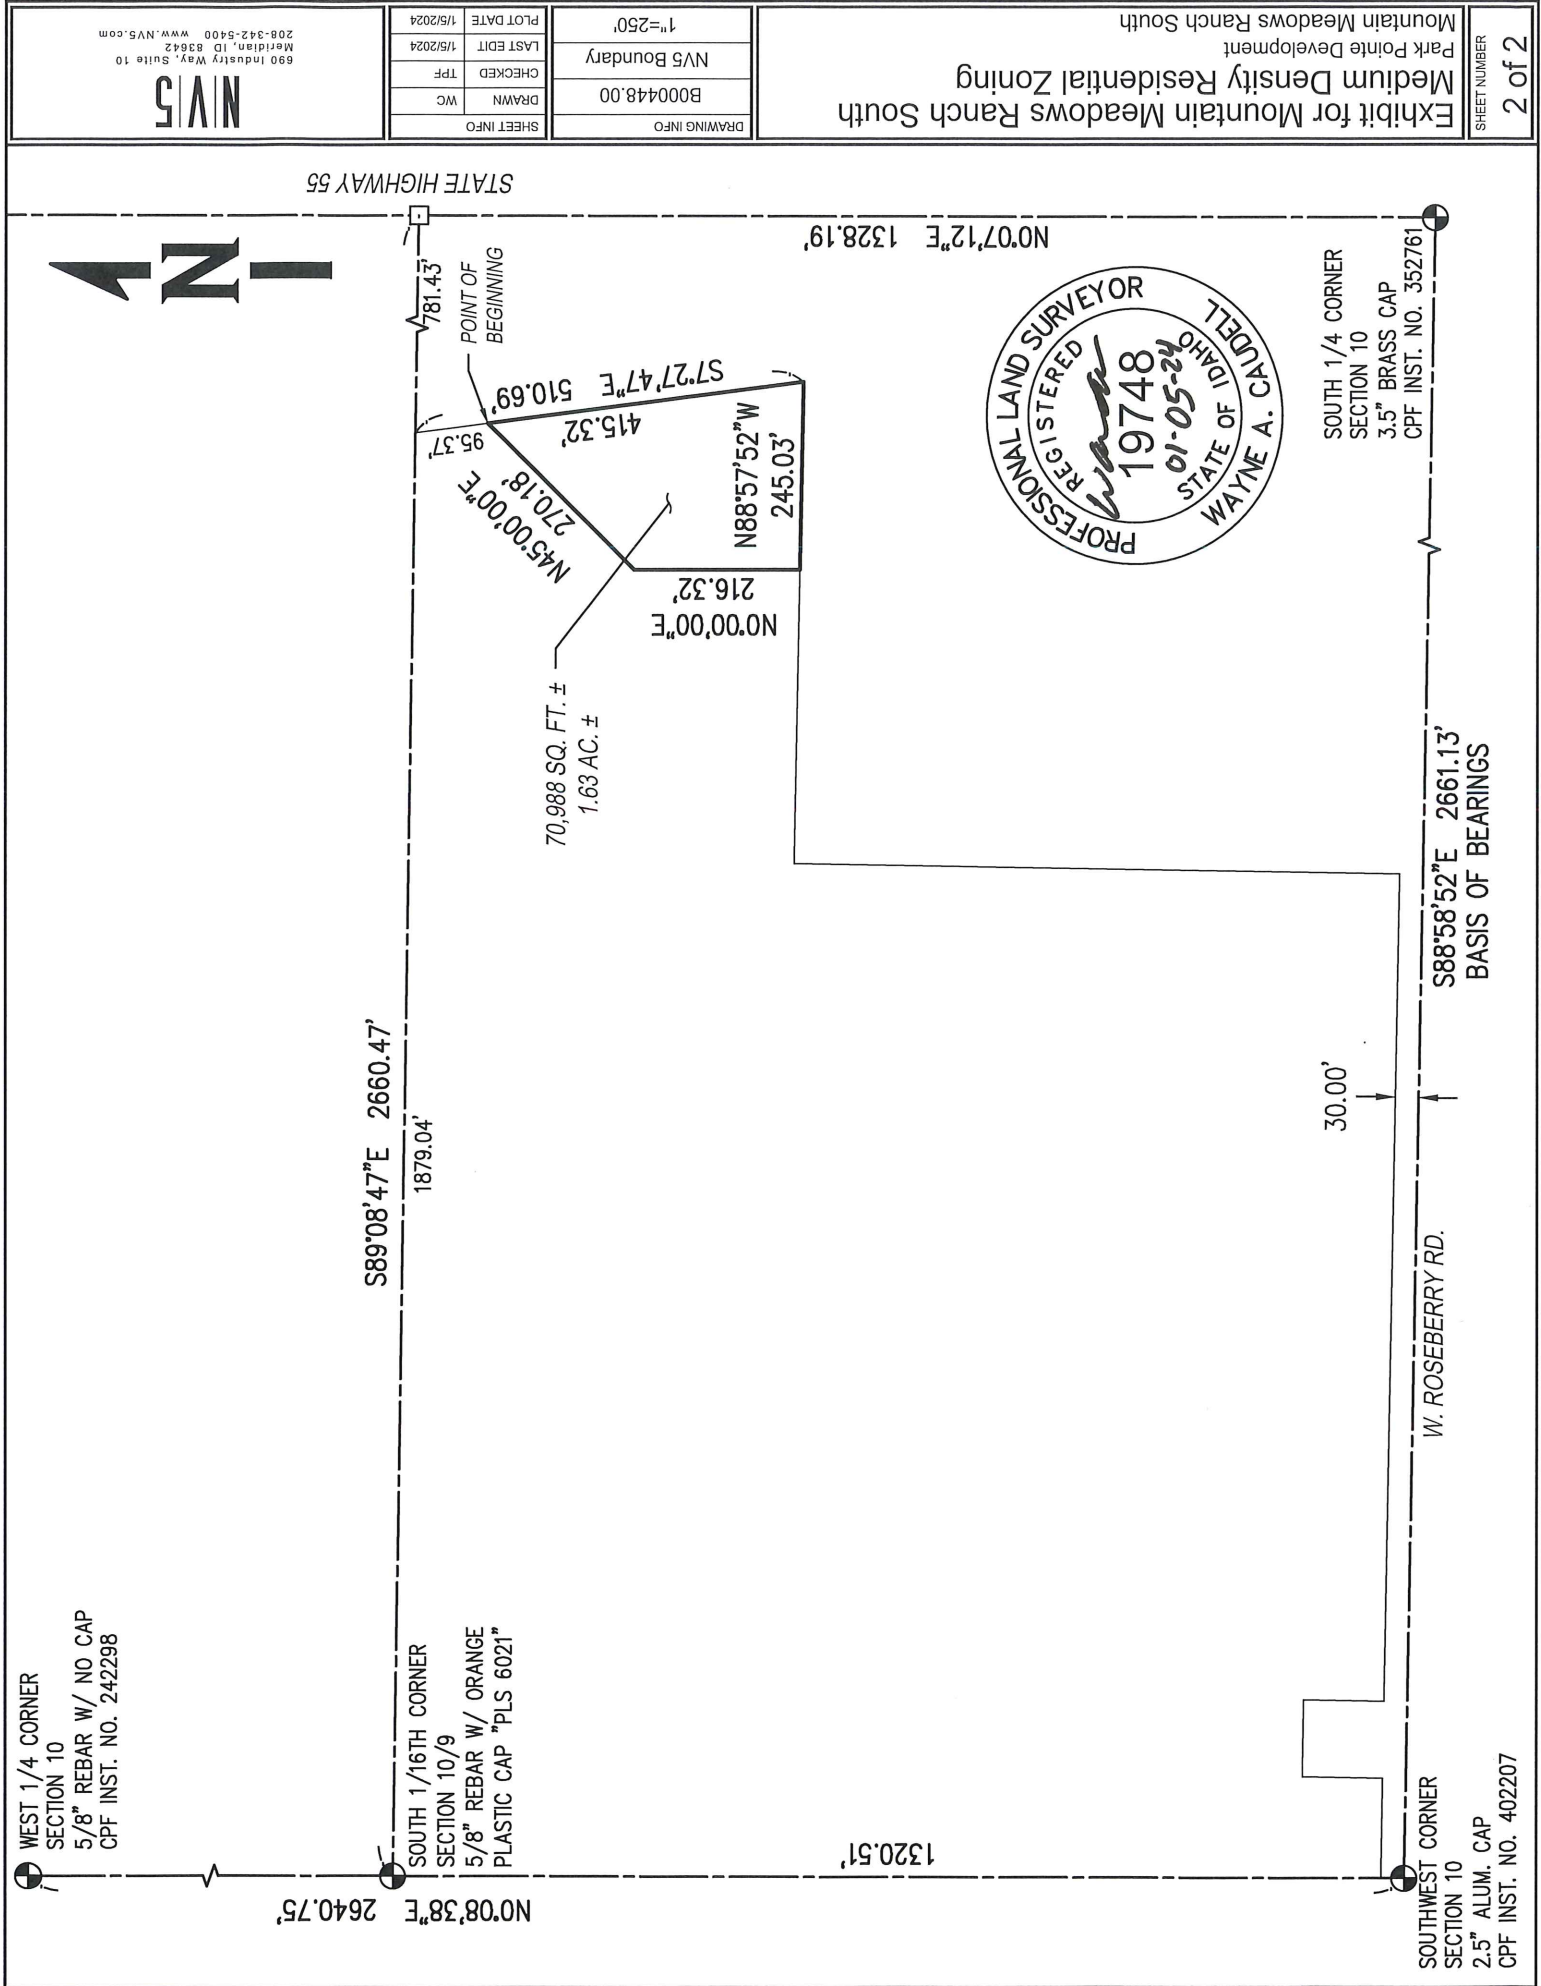 WEST 1/4 CORNER
SECTION 10
5/8" REBAR W/ NO CAP
CPF INST. NO. 242298
N0°08'38"E 2640.75'
SOUTH 1/16TH CORNER
SECTION 10/9
5/8" REBAR W/ ORANGE
PLASTIC CAP "PLS 6021"
S89°08'47"E 2660.47'
1879.04'
781.43'
STATE HIGHWAY 55
N
POINT OF
BEGINNING
95.37'
S7°27'47"E 510.69'
415.32'
N45°00'00"E
270.18'
N0°00'00"E
216.32'
N88°57'52"W
245.03'
70,988 SQ. FT. ±
1.63 AC. ±
N0°07'12"E 1328.19'
1320.51'
PROFESSIONAL LAND SURVEYOR
REGISTERED
19748
01-05-24
STATE OF IDAHO
WAYNE A. CAUDELL
SOUTH 1/4 CORNER
SECTION 10
3.5" BRASS CAP
CPF INST. NO. 352761
30.00'
W. ROSEBERRY RD.
S88°58'52"E 2661.13'
BASIS OF BEARINGS
SOUTHWEST CORNER
SECTION 10
2.5" ALUM. CAP
CPF INST. NO. 402207
SHEET NUMBER
2 of 2
Exhibit for Mountain Meadows Ranch South
Medium Density Residential Zoning
Park Pointe Development
Mountain Meadows Ranch South
DRAWING INFO
B000448.00
NV5 Boundary
1"=250'
SHEET INFO
DRAWN WC
CHECKED TPF
LAST EDIT 1/5/2024
PLOT DATE 1/5/2024
NV5
690 Industry Way, Suite 10
Meridian, ID 83642
208-342-5400 www.NV5.com